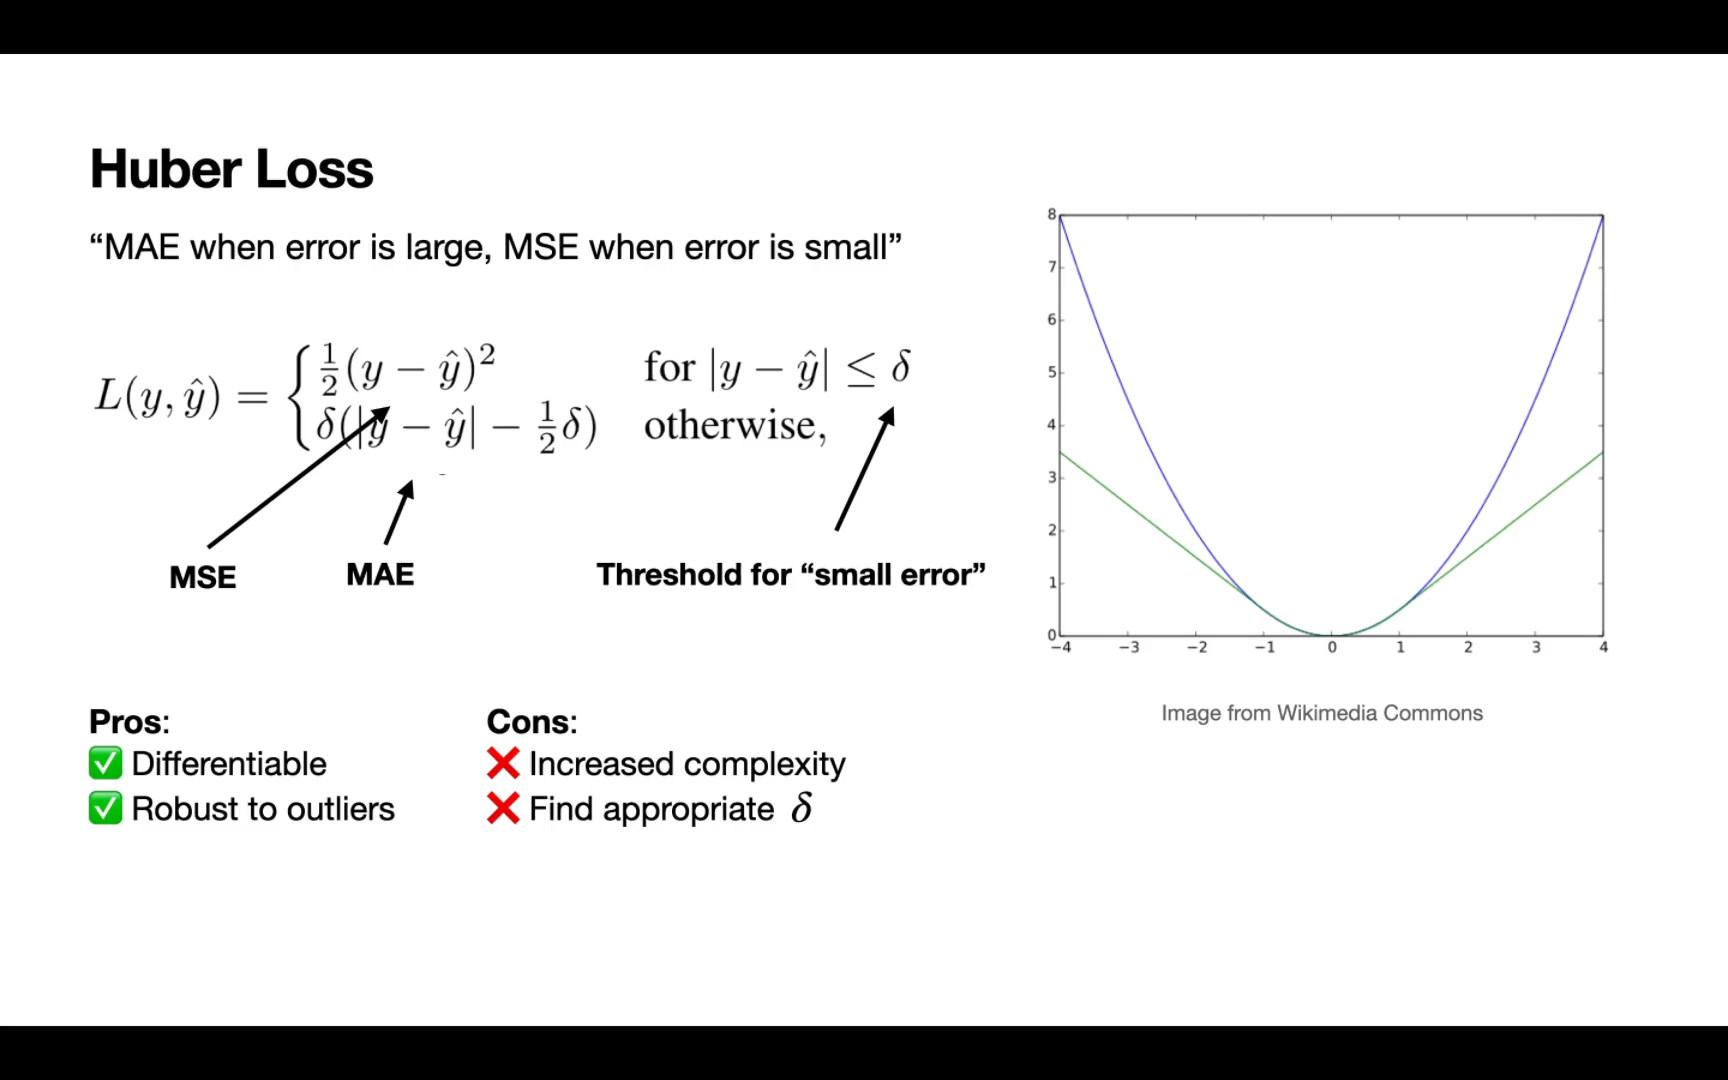 Huber Loss
“MAE when error is large, MSE when error is small”
L(y, ŷ) = { ½(y − ŷ)² for |y − ŷ| ≤ δ
δ(|y − ŷ| − ½δ) otherwise,
MSE
MAE
Threshold for “small error”
Pros:
✅ Differentiable
✅ Robust to outliers
Cons:
❌ Increased complexity
❌ Find appropriate δ
8
7
6
5
4
3
2
1
0
−4 −3 −2 −1 0 1 2 3 4
Image from Wikimedia Commons